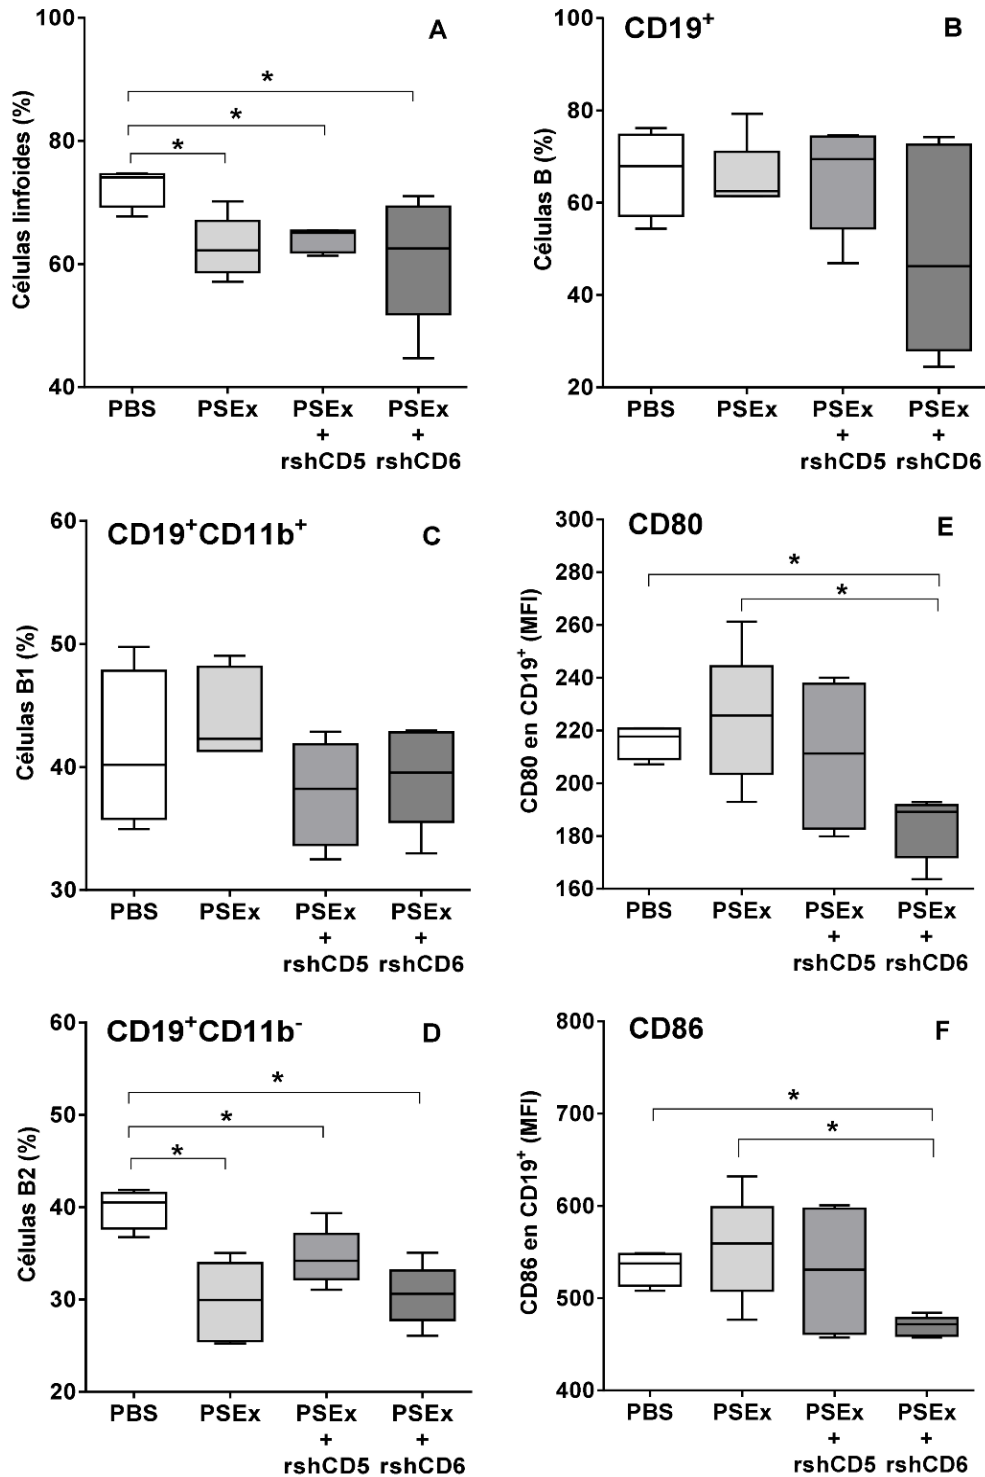 A
Células linfoides (%)
100
80
60
40
*
*
*
PBS
PSEx
PSEx
+
rshCD5
PSEx
+
rshCD6
CD19+
B
Células B (%)
100
80
60
40
20
PBS
PSEx
PSEx
+
rshCD5
PSEx
+
rshCD6
CD19+CD11b+
C
Células B1 (%)
60
50
40
30
PBS
PSEx
PSEx
+
rshCD5
PSEx
+
rshCD6
CD80
E
CD80 en CD19+ (MFI)
300
280
260
240
220
200
180
160
*
*
PBS
PSEx
PSEx
+
rshCD5
PSEx
+
rshCD6
CD19+CD11b-
D
Células B2 (%)
60
50
40
30
20
*
*
*
PBS
PSEx
PSEx
+
rshCD5
PSEx
+
rshCD6
CD86
F
CD86 en CD19+ (MFI)
800
700
600
500
400
*
*
PBS
PSEx
PSEx
+
rshCD5
PSEx
+
rshCD6